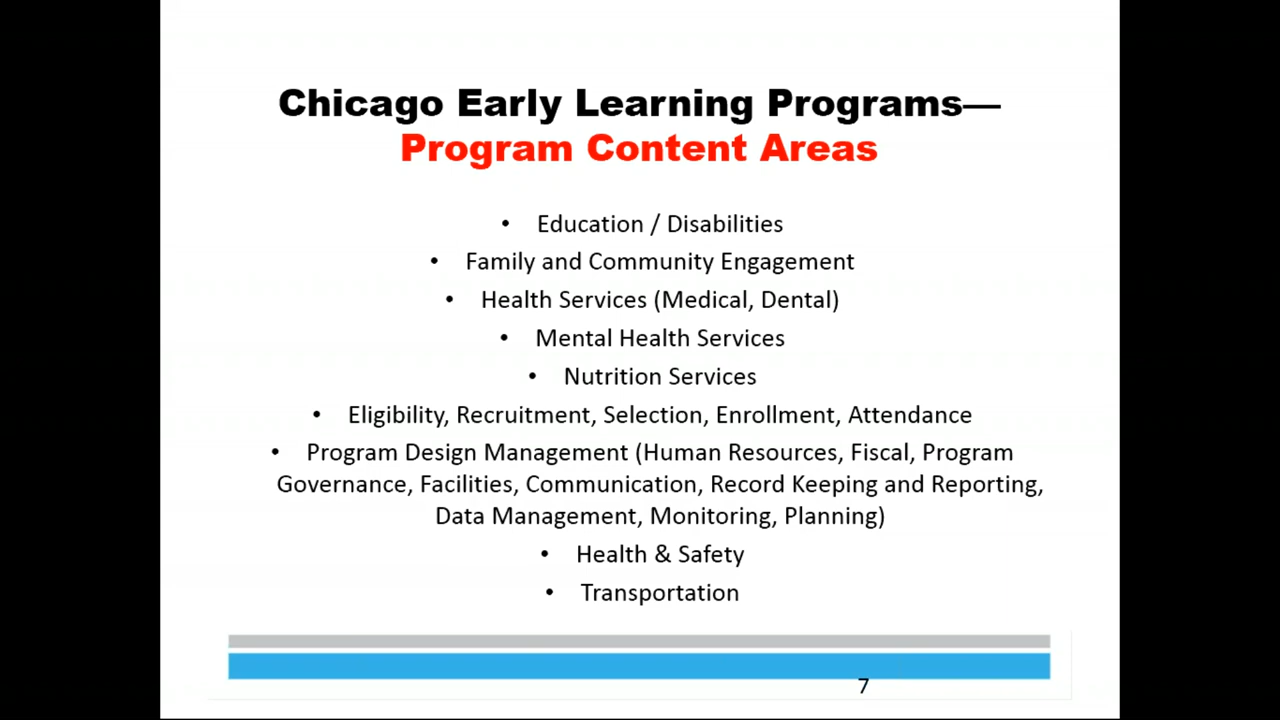 Chicago Early Learning Programs—
Program Content Areas
• Education / Disabilities
• Family and Community Engagement
• Health Services (Medical, Dental)
• Mental Health Services
• Nutrition Services
• Eligibility, Recruitment, Selection, Enrollment, Attendance
• Program Design Management (Human Resources, Fiscal, Program
Governance, Facilities, Communication, Record Keeping and Reporting,
Data Management, Monitoring, Planning)
• Health & Safety
• Transportation
7